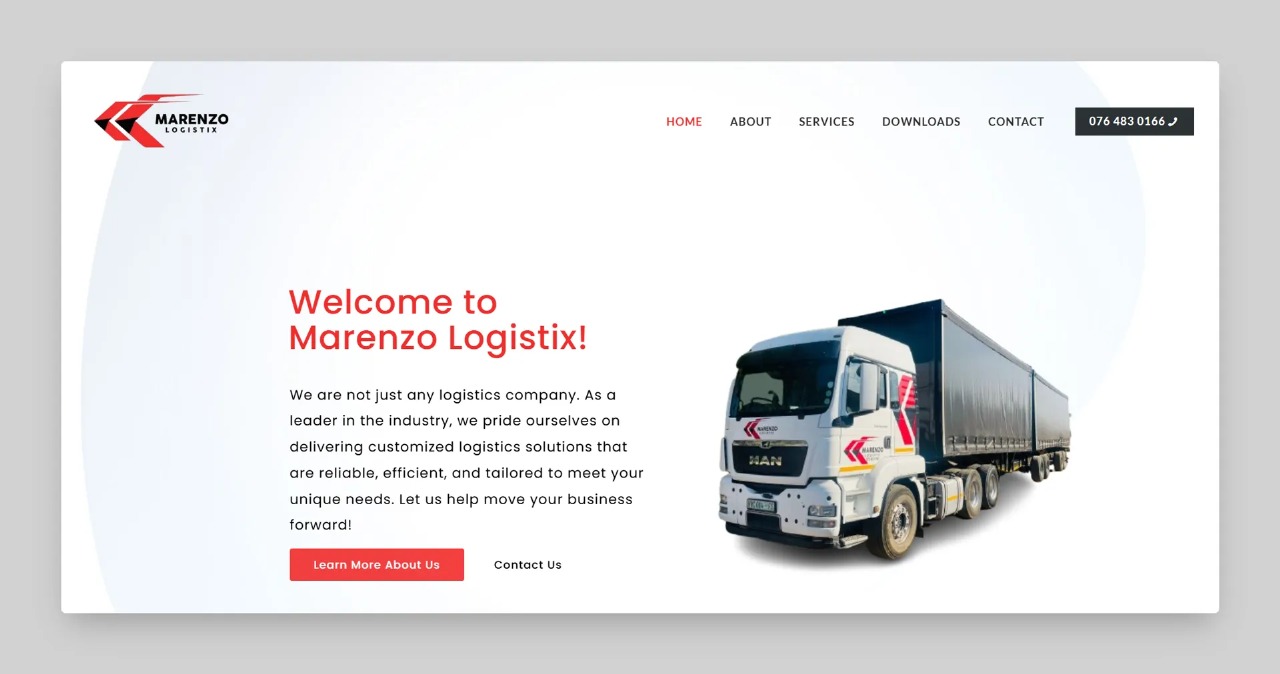 MARENZO
LOGISTIX
HOME
ABOUT
SERVICES
DOWNLOADS
CONTACT
076 483 0166
Welcome to
Marenzo Logistix!
We are not just any logistics company. As a
leader in the industry, we pride ourselves on
delivering customized logistics solutions that
are reliable, efficient, and tailored to meet your
unique needs. Let us help move your business
forward!
Learn More About Us
Contact Us
MARENZO
MARENZO
MAN